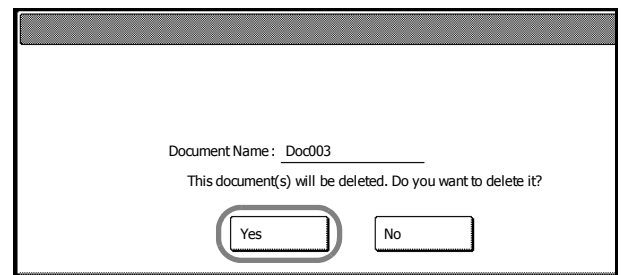 Document Name : Doc003
This document(s) will be deleted. Do you want to delete it?
Yes No